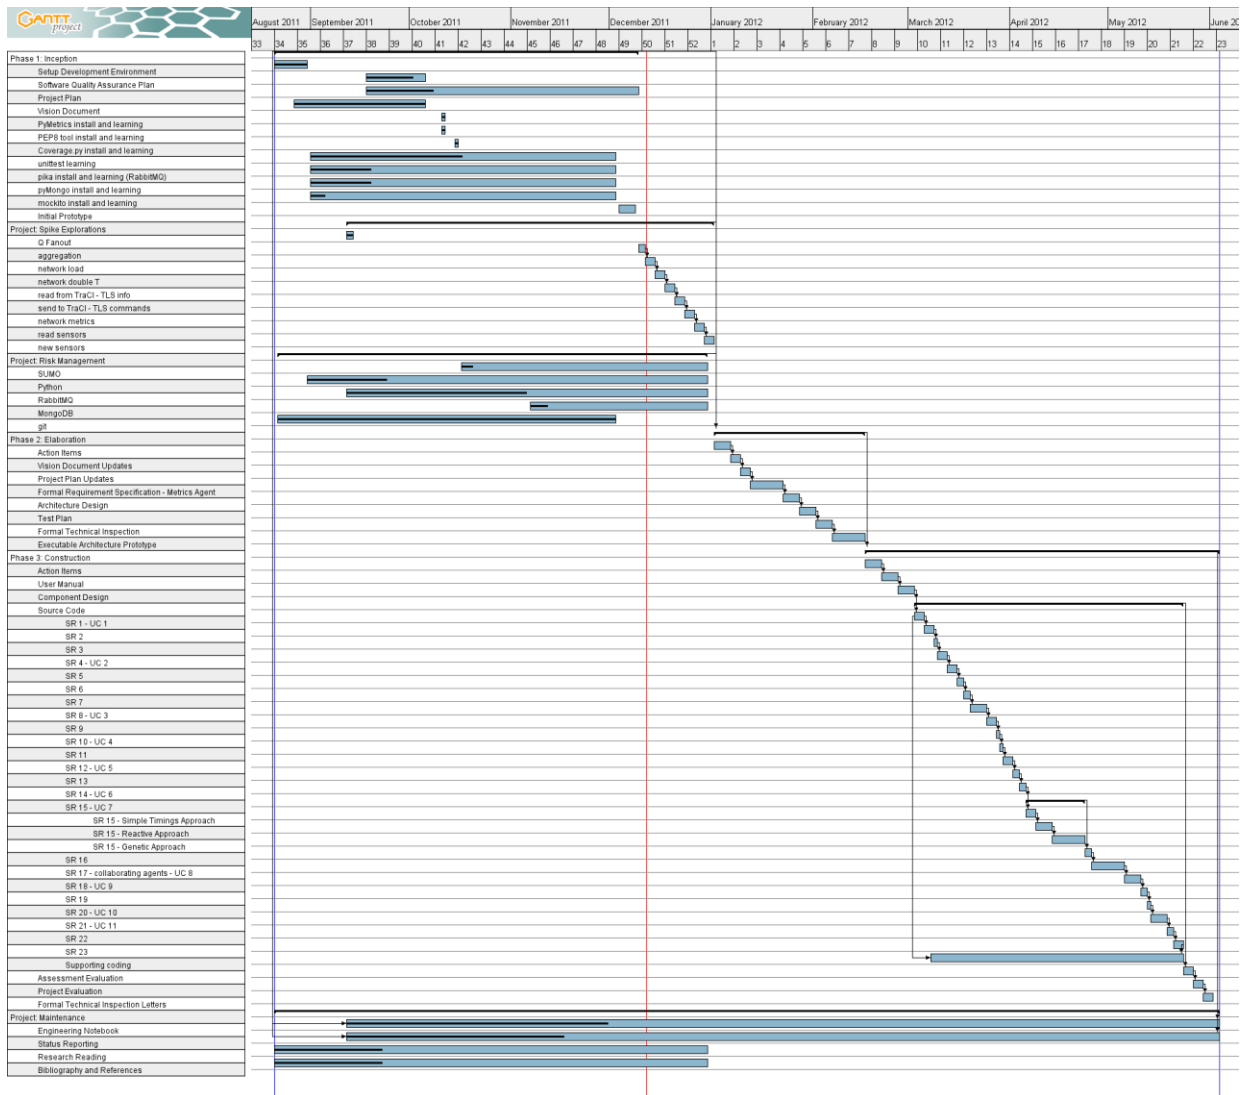 GANTT
project
August 2011 September 2011 October 2011 November 2011 December 2011 January 2012 February 2012 March 2012 April 2012 May 2012 June 20
33 34 35 36 37 38 39 40 41 42 43 44 45 46 47 48 49 50 51 52 1 2 3 4 5 6 7 8 9 10 11 12 13 14 15 16 17 18 19 20 21 22 23
Phase 1: Inception
Setup Development Environment
Software Quality Assurance Plan
Project Plan
Vision Document
PyMetrics install and learning
PEP8 tool install and learning
Coverage.py install and learning
unittest learning
pika install and learning (RabbitMQ)
pyMongo install and learning
mockito install and learning
Initial Prototype
Project: Spike Explorations
Q Fanout
aggregation
network load
network double T
read from TraCI - TLS info
send to TraCI - TLS commands
network metrics
read sensors
new sensors
Project: Risk Management
SUMO
Python
RabbitMQ
MongoDB
git
Phase 2: Elaboration
Action Items
Vision Document Updates
Project Plan Updates
Formal Requirement Specification - Metrics Agent
Architecture Design
Test Plan
Formal Technical Inspection
Executable Architecture Prototype
Phase 3: Construction
Action Items
User Manual
Component Design
Source Code
SR 1 - UC 1
SR 2
SR 3
SR 4 - UC 2
SR 5
SR 6
SR 7
SR 8 - UC 3
SR 9
SR 10 - UC 4
SR 11
SR 12 - UC 5
SR 13
SR 14 - UC 6
SR 15 - UC 7
SR 15 - Simple Timings Approach
SR 15 - Reactive Approach
SR 15 - Genetic Approach
SR 16
SR 17 - collaborating agents - UC 8
SR 18 - UC 9
SR 19
SR 20 - UC 10
SR 21 - UC 11
SR 22
SR 23
Supporting coding
Assessment Evaluation
Project Evaluation
Formal Technical Inspection Letters
Project: Maintenance
Engineering Notebook
Status Reporting
Research Reading
Bibliography and References